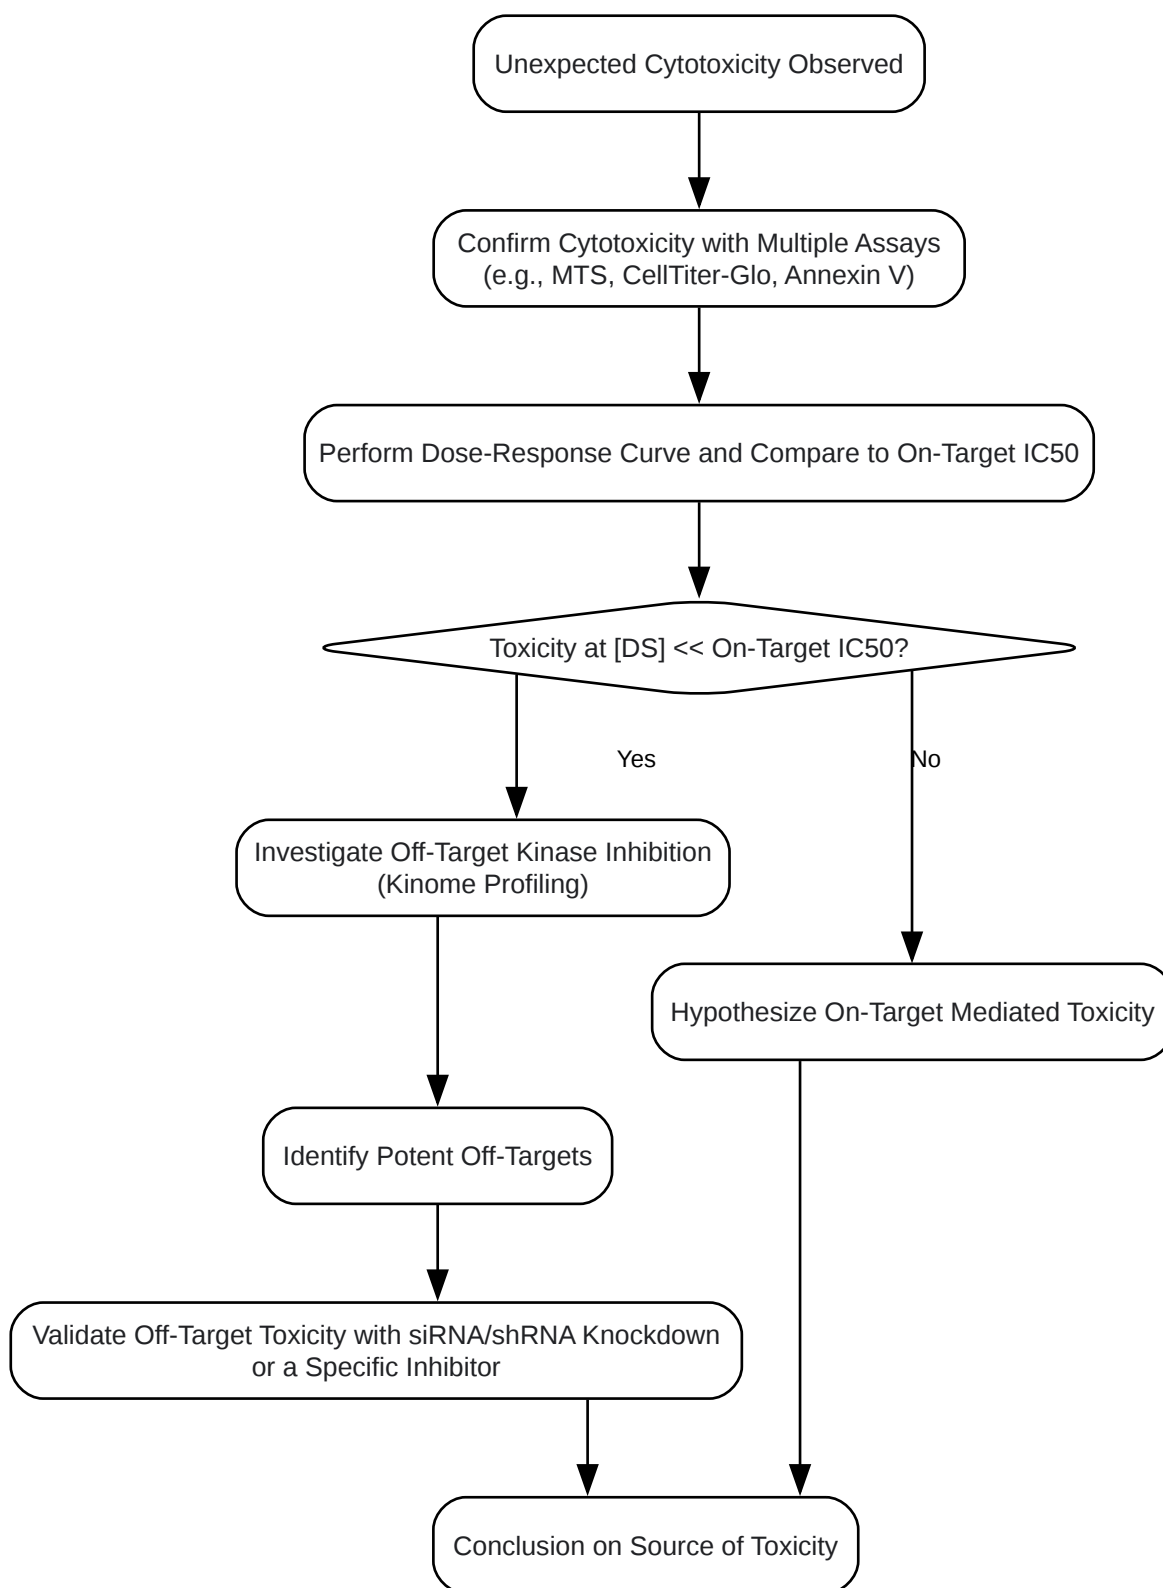 Unexpected Cytotoxicity Observed
Confirm Cytotoxicity with Multiple Assays
(e.g., MTS, CellTiter-Glo, Annexin V)
Perform Dose-Response Curve and Compare to On-Target IC50
Toxicity at [DS] << On-Target IC50?
Yes
No
Investigate Off-Target Kinase Inhibition
(Kinome Profiling)
Hypothesize On-Target Mediated Toxicity
Identify Potent Off-Targets
Validate Off-Target Toxicity with siRNA/shRNA Knockdown
or a Specific Inhibitor
Conclusion on Source of Toxicity